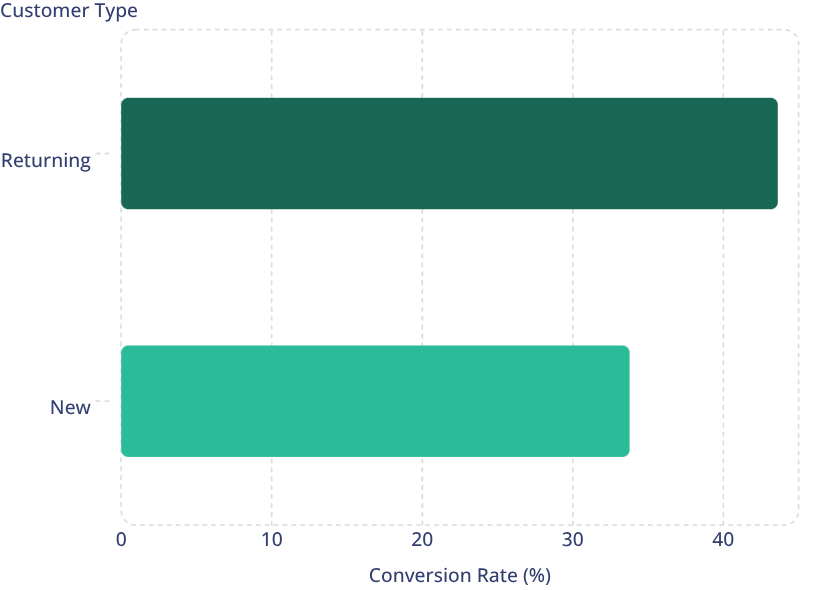 Customer Type
Returning
New
0 10 20 30 40
Conversion Rate (%)